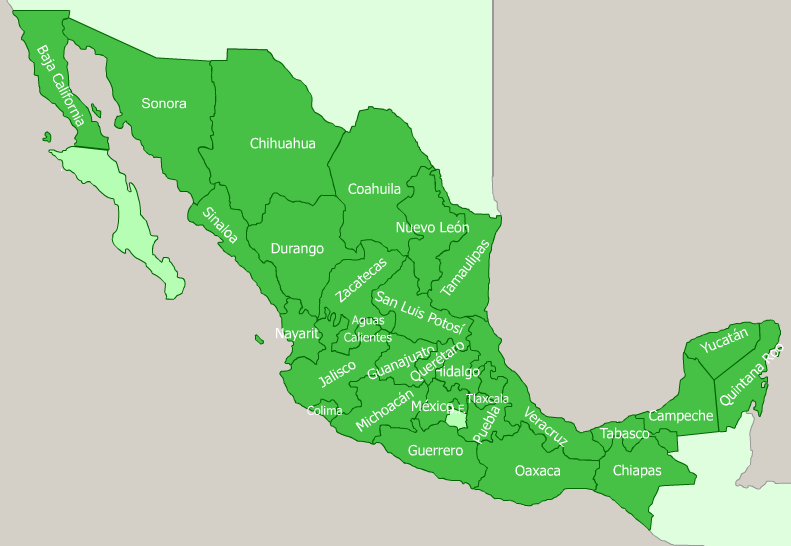 Baja California
Sonora
Chihuahua
Coahuila
Sinaloa
Durango
Nuevo León
Tamaulipas
Zacatecas
San Luis Potosí
Nayarit
Aguas
Calientes
Jalisco
Guanajuato
Querétaro
Hidalgo
Colima
Michoacán
México
Tlaxcala
Puebla
Veracruz
Guerrero
Oaxaca
Tabasco
Chiapas
Campeche
Yucatán
Quintana Roo